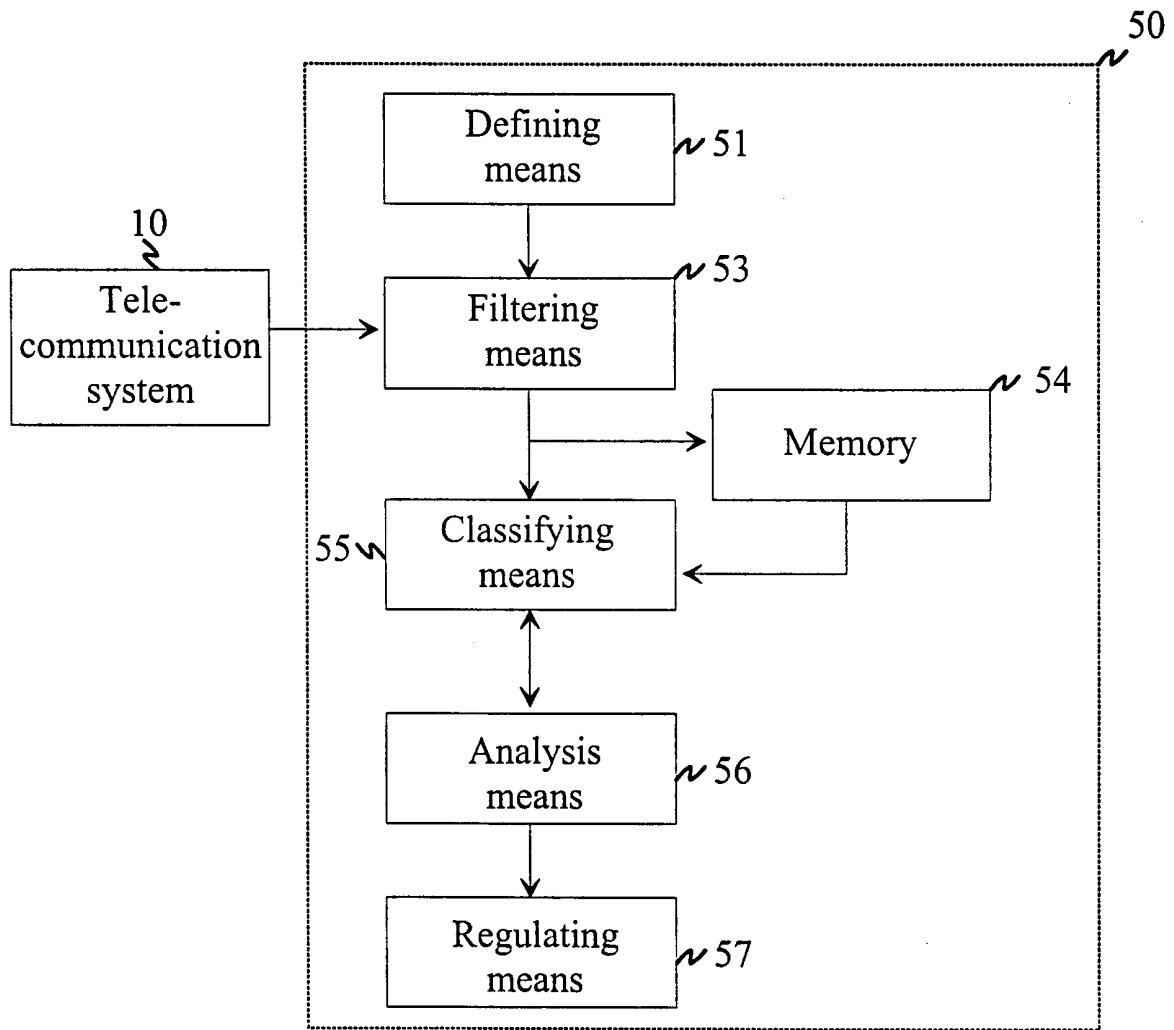 50
Defining
means
51
10
Tele-
communication
system
53
Filtering
means
54
Memory
55
Classifying
means
Analysis
means
56
Regulating
means
57